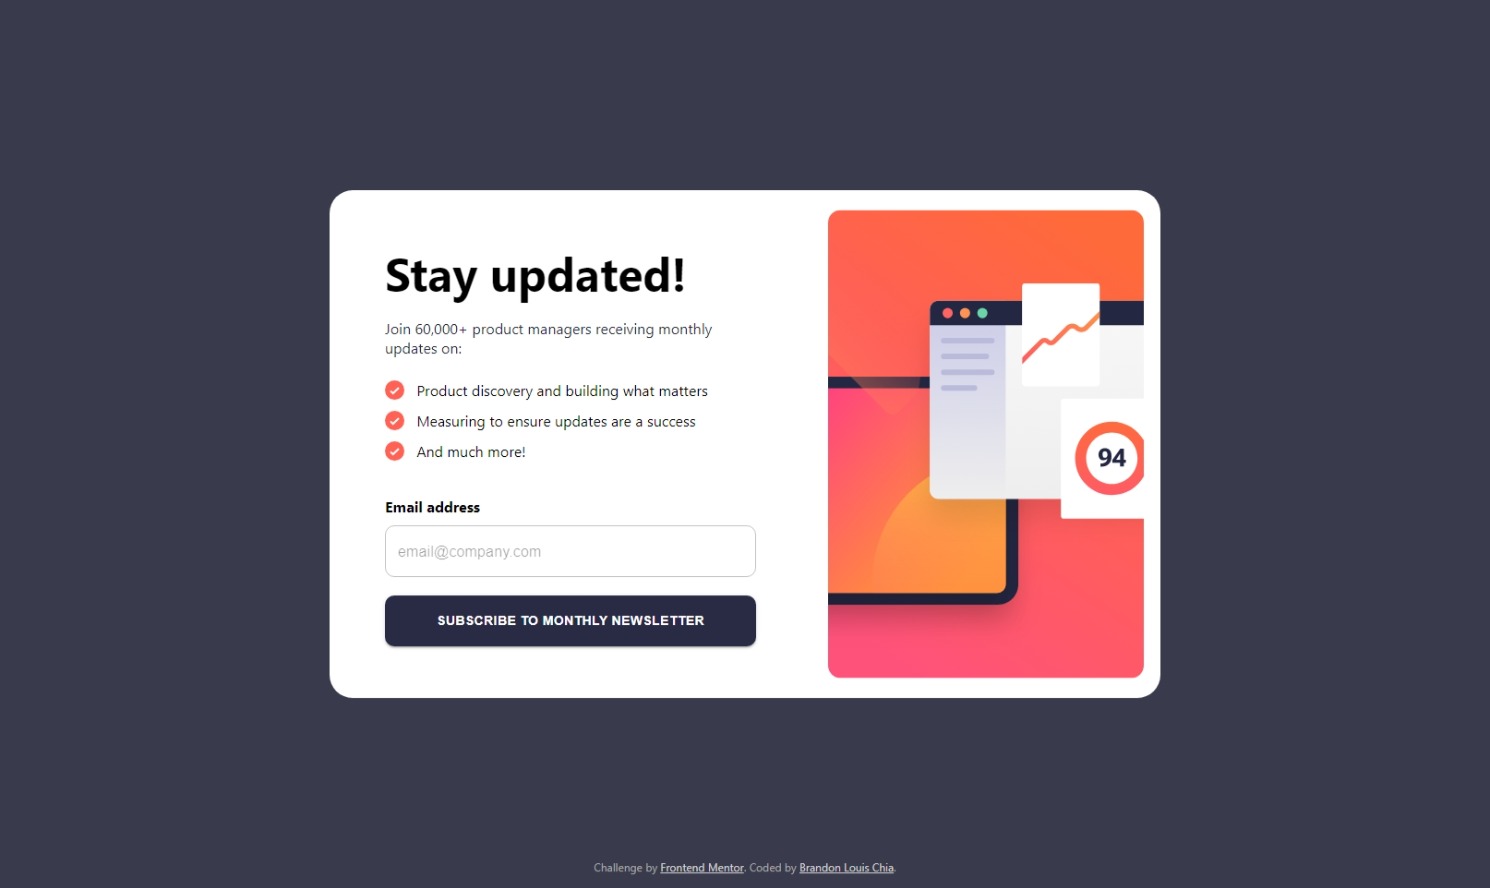 Stay updated!
Join 60,000+ product managers receiving monthly
updates on:
Product discovery and building what matters
Measuring to ensure updates are a success
And much more!
Email address
email@company.com
SUBSCRIBE TO MONTHLY NEWSLETTER
94
Challenge by Frontend Mentor. Coded by Brandon Louis Chia.